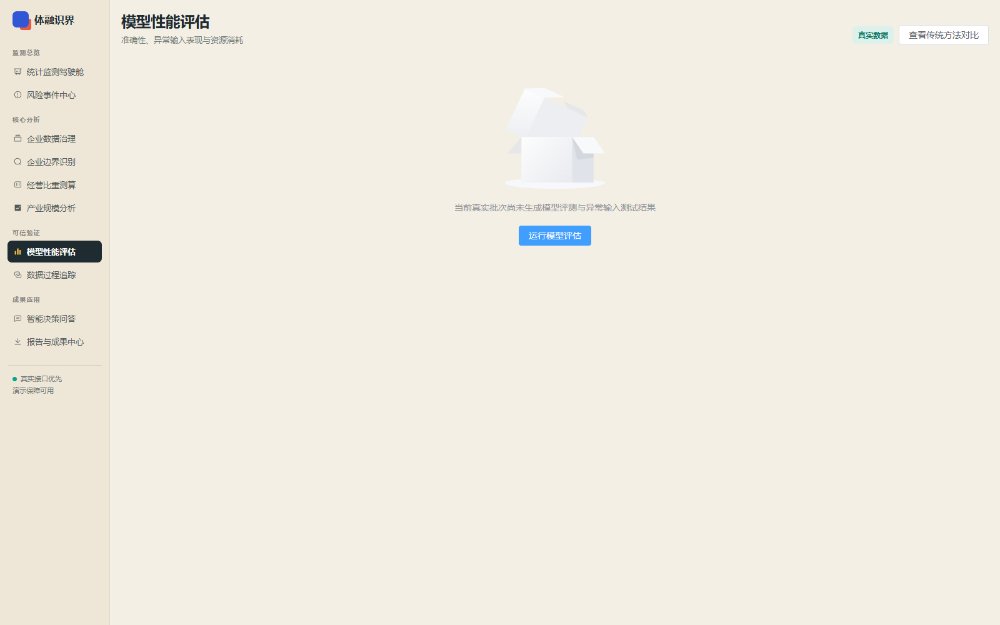 体融识界
监测总览
统计监测驾驶舱
风险事件中心
核心分析
企业数据治理
企业边界识别
经营比重测算
产业规模分析
可信验证
模型性能评估
数据过程追踪
成果应用
智能决策问答
报告与成果中心
真实接口优先
演示保障可用
模型性能评估
准确性、异常输入表现与资源消耗
真实数据
查看传统方法对比
当前真实批次尚未生成模型评测与异常输入测试结果
运行模型评估